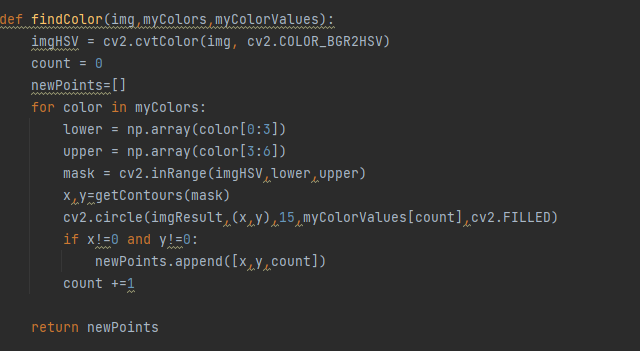 def findColor(img,myColors,myColorValues):
    imgHSV = cv2.cvtColor(img, cv2.COLOR_BGR2HSV)
    count = 0
    newPoints=[]
    for color in myColors:
        lower = np.array(color[0:3])
        upper = np.array(color[3:6])
        mask = cv2.inRange(imgHSV,lower,upper)
        x,y=getContours(mask)
        cv2.circle(imgResult,(x,y),15,myColorValues[count],cv2.FILLED)
        if x!=0 and y!=0:
            newPoints.append([x,y,count])
        count +=1
    return newPoints